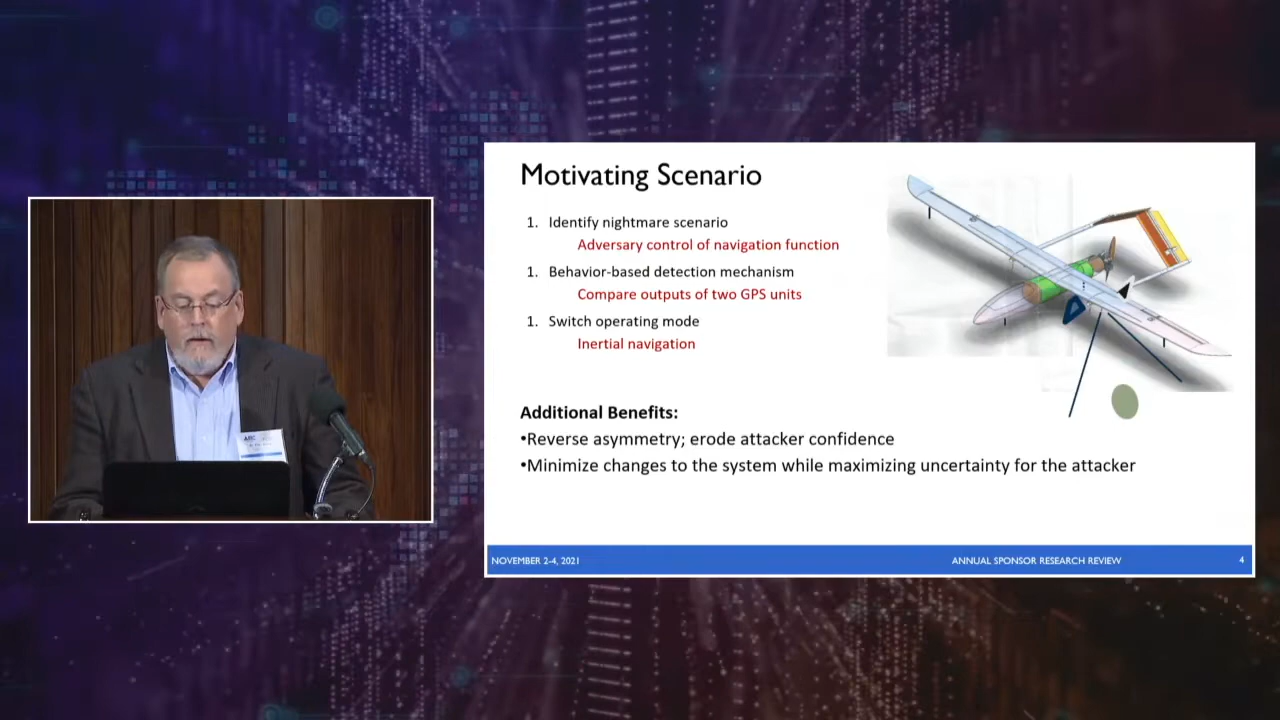 Motivating Scenario
1. Identify nightmare scenario
Adversary control of navigation function
1. Behavior-based detection mechanism
Compare outputs of two GPS units
1. Switch operating mode
Inertial navigation
Additional Benefits:
•Reverse asymmetry; erode attacker confidence
•Minimize changes to the system while maximizing uncertainty for the attacker
NOVEMBER 2-4, 2021
ANNUAL SPONSOR RESEARCH REVIEW
4